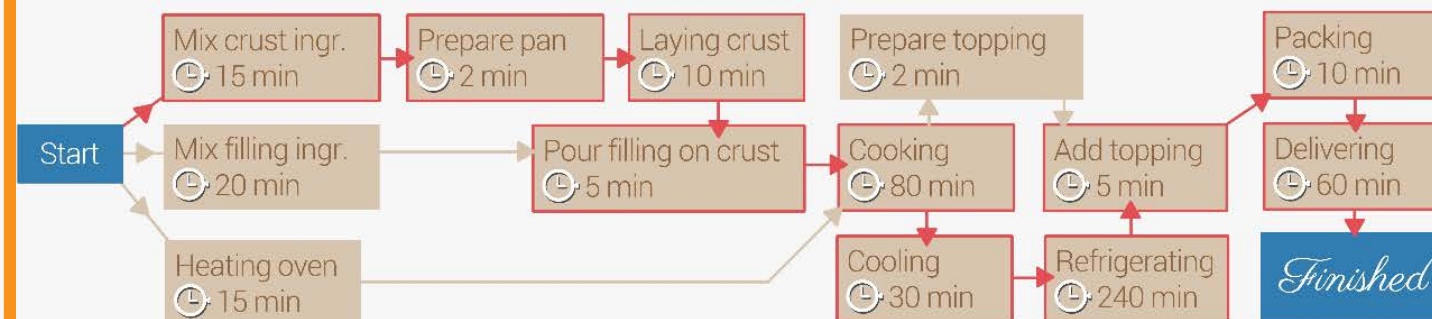 Start
Mix crust ingr.
15 min
Prepare pan
2 min
Laying crust
10 min
Mix filling ingr.
20 min
Pour filling on crust
5 min
Heating oven
15 min
Prepare topping
2 min
Cooking
80 min
Cooling
30 min
Refrigerating
240 min
Add topping
5 min
Packing
10 min
Delivering
60 min
Finished